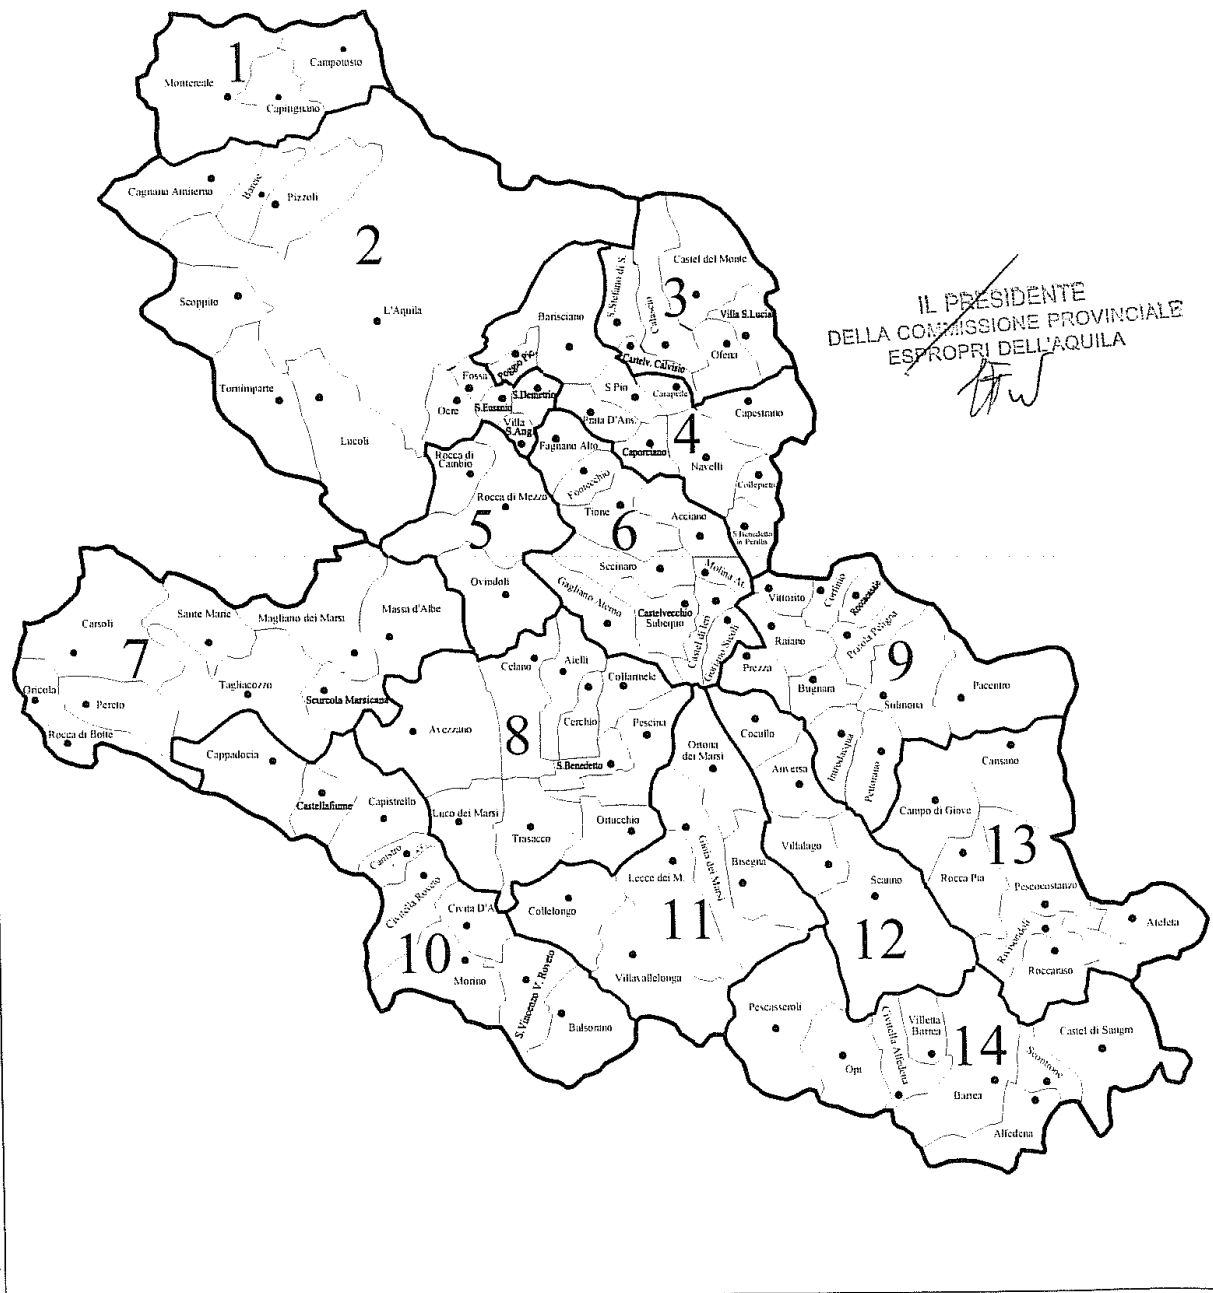 1
Montereale
Campotosto
Capitignano
Cagnano Amiterno
Barete
Pizzoli
2
Scoppito
L'Aquila
Tornimparte
Lucoli
Barisciano
Poggio P.
Fossa
Ocre
S.Eusanio
S.Demetrio
Villa
S.Ang.
S.Stefano di S.
Calascio
Castel del Monte
3
Villa S.Lucia
Ofena
Castelv. Calvisio
IL PRESIDENTE
DELLA COMMISSIONE PROVINCIALE
ESPROPRI DELL'AQUILA
S.Pio
Carapelle
Prata D'Ans.
Capestrano
4
Caporciano
Navelli
Collepietro
S.Benedetto
in Perillis
Rocca di
Cambio
Rocca di Mezzo
5
Ovindoli
Fagnano Alto
Fontecchio
Tione
Acciano
6
Secinaro
Molina At.
Gagliano Aterno
Castelvecchio
Subequo
Castel di Ieri
Goriano Sicoli
Carsoli
Sante Marie
Magliano dei Marsi
Massa d'Albe
7
Oricola
Pereto
Tagliacozzo
Scurcola Marsicana
Rocca di Botte
Vittorito
Corfinio
Roccacasale
Raiano
Pratola Peligna
9
Prezza
Bugnara
Sulmona
Pacentro
Introdacqua
Pettorano
Celano
Aielli
Collarmele
Avezzano
8
Cerchio
Pescina
S.Benedetto
Luco dei Marsi
Trasacco
Ortucchio
Cappadocia
Castellafiume
Capistrello
Canistro
Civitella Roveto
Civita D'A.
10
Morino
S.Vincenzo V. Roveto
Balsorano
Ortona
dei Marsi
Gioia dei Marsi
Bisegna
Lecce dei M.
Collelongo
11
Villavallelonga
Cocullo
Anversa
Villalago
Scanno
12
Cansano
Campo di Giove
13
Rocca Pia
Pescocostanzo
Rivisondoli
Ateleta
Roccaraso
Pescasseroli
Opi
Civitella Alfedena
Villetta
Barrea
14
Castel di Sangro
Scontrone
Barrea
Alfedena